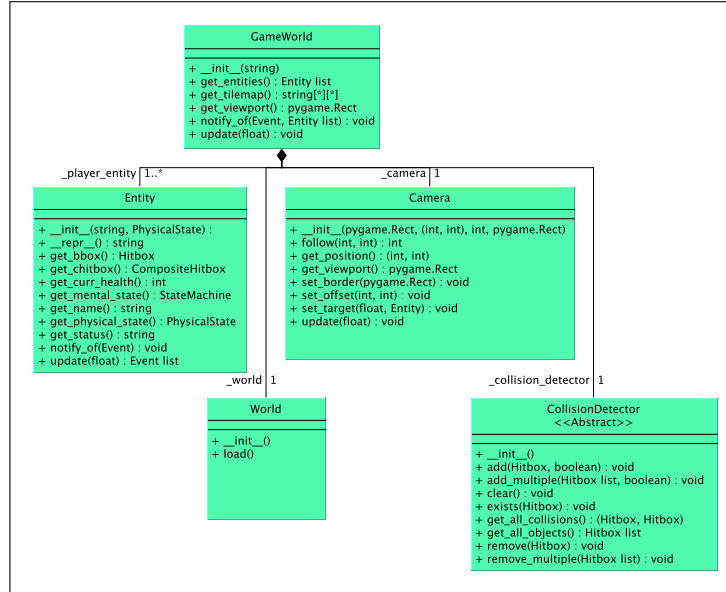 GameWorld
+ __init__(string)
+ get_entities() : Entity list
+ get_tilemap() : string[*][*]
+ get_viewport() : pygame.Rect
+ notify_of(Event, Entity list) : void
+ update(float) : void
_player_entity 1..*
_camera 1
Entity
+ __init__(string, PhysicalState) :
+ __repr__() : string
+ get_bbox() : Hitbox
+ get_chitbox() : CompositeHitbox
+ get_curr_health() : int
+ get_mental_state() : StateMachine
+ get_name() : string
+ get_physical_state() : PhysicalState
+ get_status() : string
+ notify_of(Event) : void
+ update(float) : Event list
Camera
+ __init__(pygame.Rect, (int, int), int, pygame.Rect)
+ follow(int, int) : int
+ get_position() : (int, int)
+ get_viewport() : pygame.Rect
+ set_border(pygame.Rect) : void
+ set_offset(int, int) : void
+ set_target(float, Entity) : void
+ update(float) : void
_world 1
_collision_detector 1
World
+ __init__()
+ load()
CollisionDetector
<<Abstract>>
+ __init__()
+ add(Hitbox, boolean) : void
+ add_multiple(Hitbox list, boolean) : void
+ clear() : void
+ exists(Hitbox) : void
+ get_all_collisions() : (Hitbox, Hitbox)
+ get_all_objects() : Hitbox list
+ remove(Hitbox) : void
+ remove_multiple(Hitbox list) : void